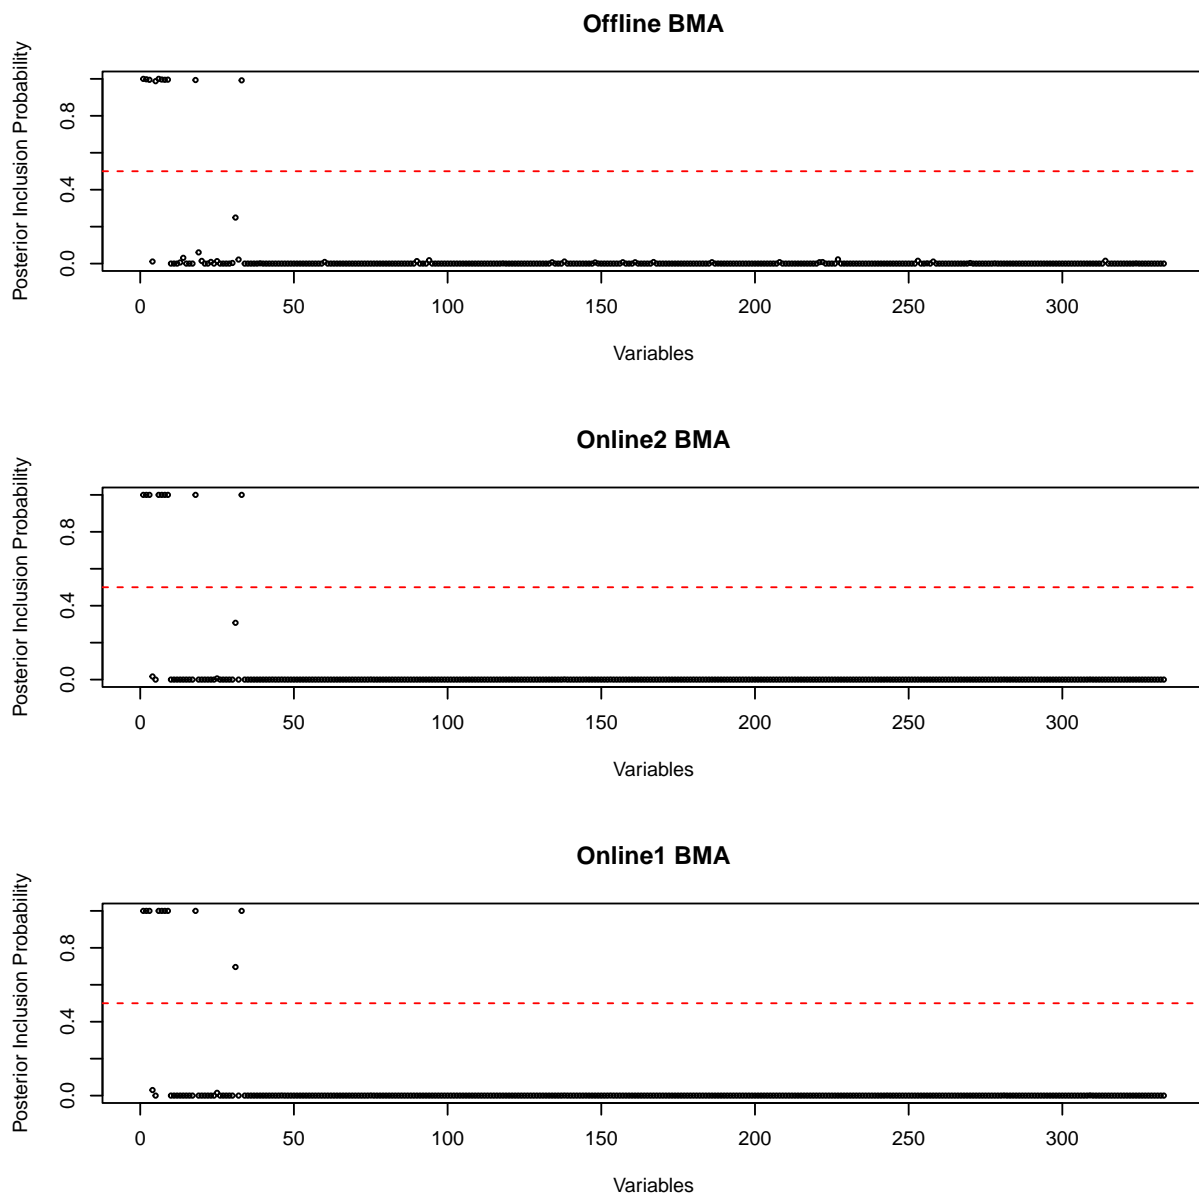 Offline BMA
Posterior Inclusion Probability
0.8
0.4
0.0
0 50 100 150 200 250 300
Variables
Online2 BMA
Posterior Inclusion Probability
0.8
0.4
0.0
0 50 100 150 200 250 300
Variables
Online1 BMA
Posterior Inclusion Probability
0.8
0.4
0.0
0 50 100 150 200 250 300
Variables